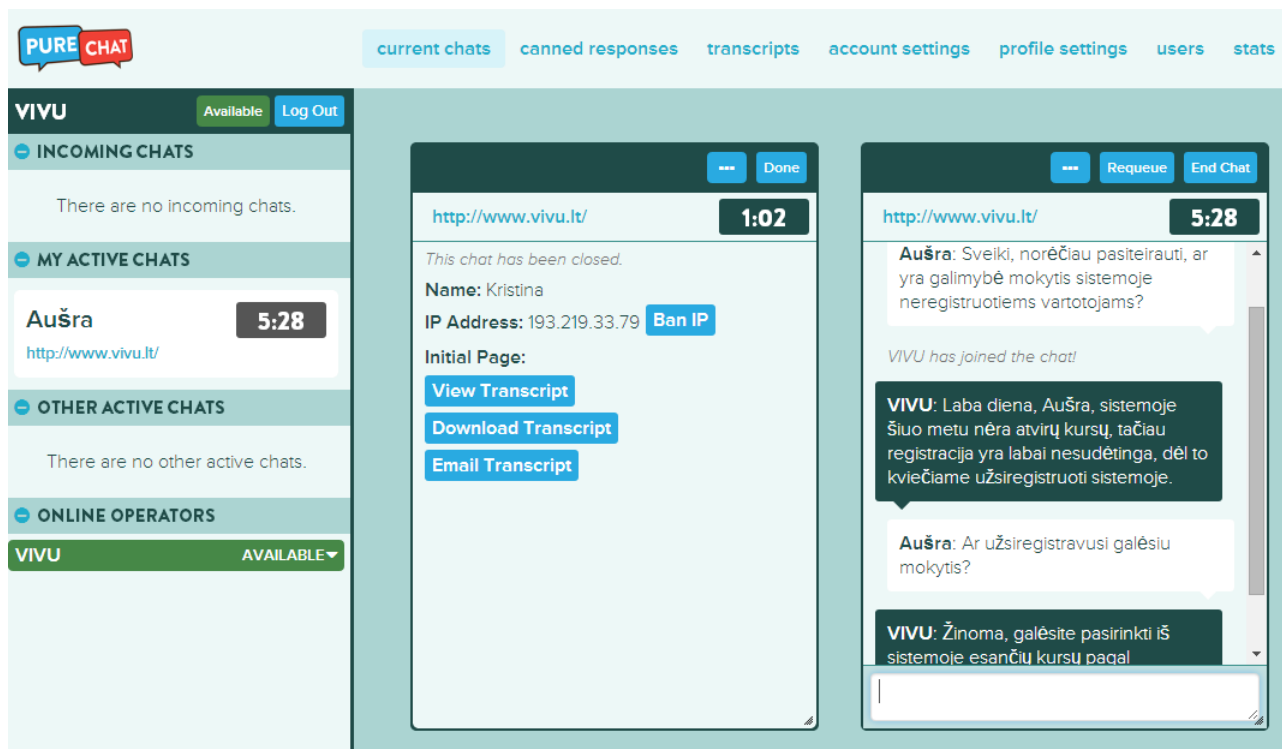 PURE CHAT
current chats canned responses transcripts account settings profile settings users stats
VIVU Available Log Out
INCOMING CHATS
There are no incoming chats.
MY ACTIVE CHATS
Aušra 5:28
http://www.vivu.lt/
OTHER ACTIVE CHATS
There are no other active chats.
ONLINE OPERATORS
VIVU AVAILABLE
--- Done
http://www.vivu.lt/ 1:02
This chat has been closed.
Name: Kristina
IP Address: 193.219.33.79 Ban IP
Initial Page:
View Transcript
Download Transcript
Email Transcript
--- Requeue End Chat
http://www.vivu.lt/ 5:28
Aušra: Sveiki, norėčiau pasiteirauti, ar
yra galimybė mokytis sistemoje
neregistruotiems vartotojams?
VIVU has joined the chat!
VIVU: Laba diena, Aušra, sistemoje
šiuo metu nėra atvirų kursų, tačiau
registracija yra labai nesudėtinga, dėl to
kviečiame užsiregistruoti sistemoje.
Aušra: Ar užsiregistravusi galėsiu
mokytis?
VIVU: Žinoma, galėsite pasirinkti iš
sistemoje esančių kursų pagal